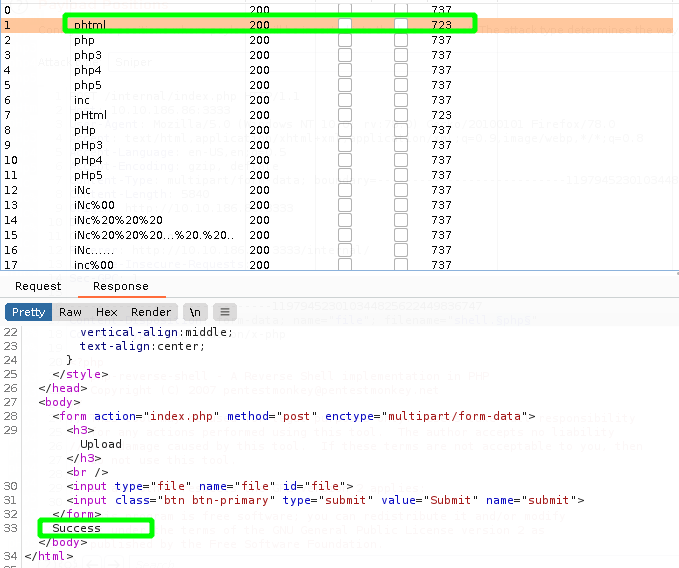 0 200 737
1 phtml 200 723
2 php 200 737
3 php3 200 737
4 php4 200 737
5 php5 200 737
6 inc 200 737
7 pHtml 200 723
8 pHp 200 737
9 pHp3 200 737
10 pHp4 200 737
11 pHp5 200 737
12 iNc 200 737
13 iNc%00 200 737
14 iNc%20%20%20 200 737
15 iNc%20%20%20...%20.%20.. 200 737
16 iNc...... 200 737
17 inc%00 200 737
Request Response
Pretty Raw Hex Render \n
22 vertical-align:middle;
23 text-align:center;
24 }
25 </style>
26 </head>
27 <body>
28 <form action="index.php" method="post" enctype="multipart/form-data">
29 <h3>
Upload
</h3>
<br />
30 <input type="file" name="file" id="file">
31 <input class="btn btn-primary" type="submit" value="Submit" name="submit">
32 </form>
33 Success
</body>
34 </html>